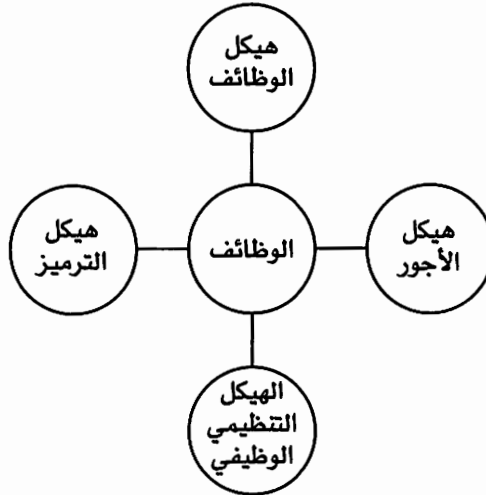 هيكل
الوظائف
هيكل
الأجور
الوظائف
هيكل
الترميز
الهيكل
التنظيمي
الوظيفي